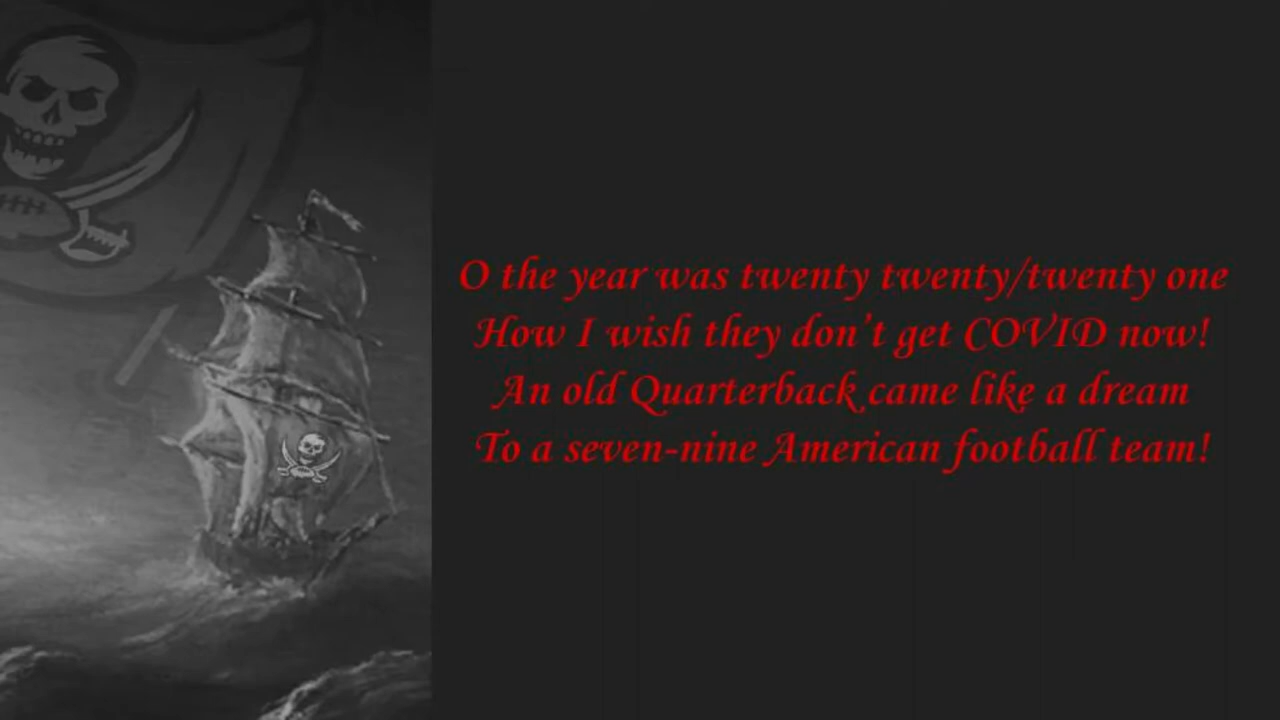 O the year was twenty twenty/twenty one
How I wish they don't get COVID now!
An old Quarterback came like a dream
To a seven-nine American football team!